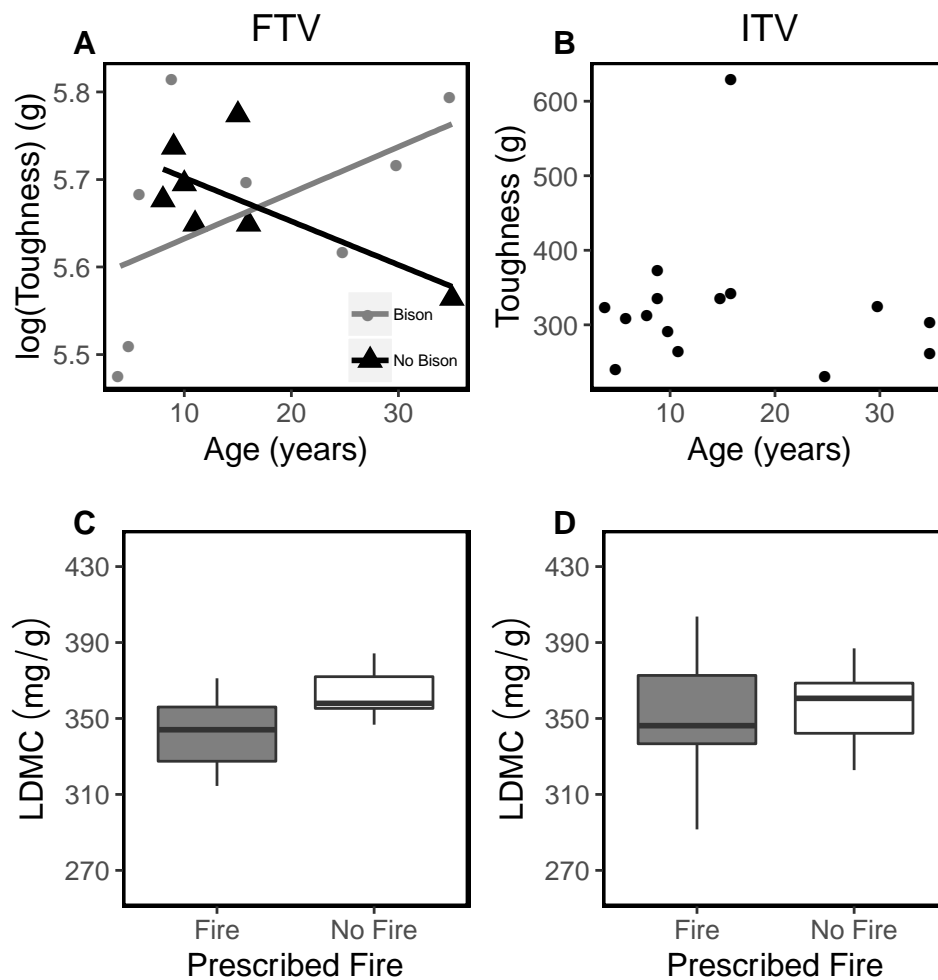 FTV
ITV
A
B
log(Toughness) (g)
5.8
5.7
5.6
5.5
Bison
No Bison
10
20
30
Age (years)
Toughness (g)
600
500
400
300
10
20
30
Age (years)
C
D
LDMC (mg/g)
430
390
350
310
270
Fire
No Fire
Prescribed Fire
LDMC (mg/g)
430
390
350
310
270
Fire
No Fire
Prescribed Fire